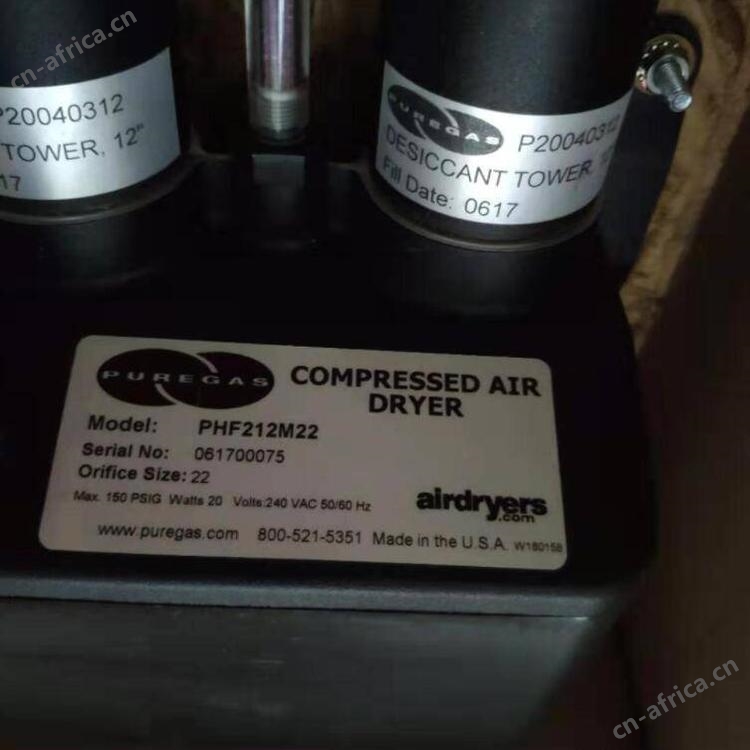 cn-africa.cn
P20040312
TOWER, 12"
17
PUREGAS
P20040312
DESICCANT TOWER,
Fill Date: 0617
PUREGAS
COMPRESSED AIR
DRYER
Model: PHF212M22
Serial No: 061700075
Orifice Size: 22
Max. 150 PSIG Watts 20 Volts:240 VAC 50/60 Hz
airdryers
.com
www.puregas.com 800-521-5351 Made in the U.S.A. W180158
cn-africa.cn